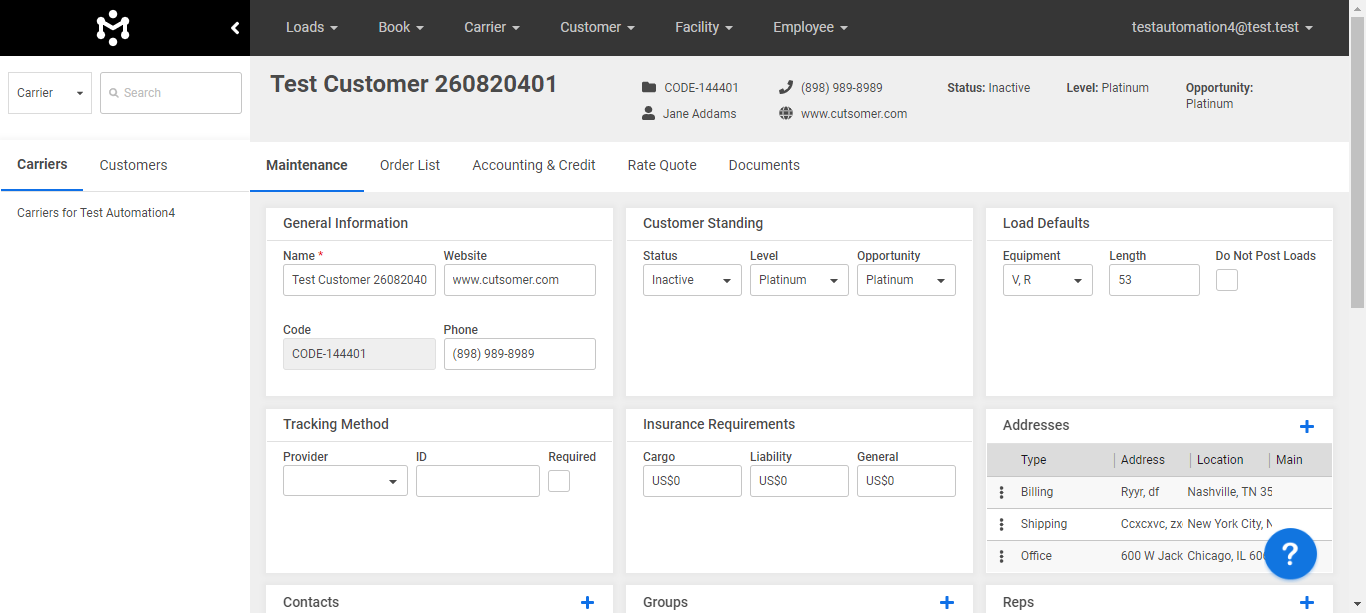 Loads Book Carrier Customer Facility Employee testautomation4@test.test
Carrier Search
Carriers Customers
Carriers for Test Automation4
Test Customer 260820401
CODE-144401 (898) 989-8989 Status: Inactive Level: Platinum Opportunity:
Platinum
Jane Addams www.cutsomer.com
Maintenance Order List Accounting & Credit Rate Quote Documents
General Information
Name * Website
Test Customer 26082040 www.cutsomer.com
Code Phone
CODE-144401 (898) 989-8989
Customer Standing
Status Level Opportunity
Inactive Platinum Platinum
Load Defaults
Equipment Length Do Not Post Loads
V, R 53
Tracking Method
Provider ID Required
Insurance Requirements
Cargo Liability General
US$0 US$0 US$0
Addresses
Type Address Location Main
Billing Ryyr, df Nashville, TN 35
Shipping Ccxcxvc, zx New York City, N
Office 600 W Jack Chicago, IL 60
?
Contacts
Groups
Reps